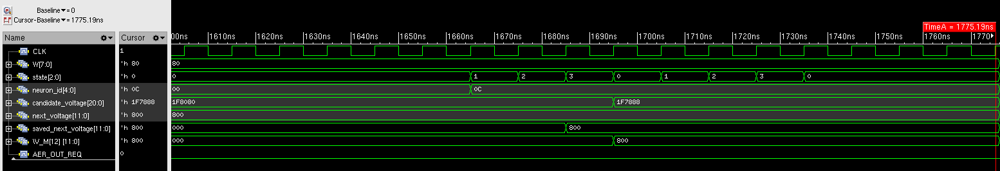 Baseline▾= 0
Cursor-Baseline▾= 1775.19ns
TimeA = 1775.19ns
Name Cursor 00ns 1610ns 1620ns 1630ns 1640ns 1650ns 1660ns 1670ns 1680ns 1690ns 1700ns 1710ns 1720ns 1730ns 1740ns 1750ns 1760ns 1770
CLK 1
W[7:0] 'h 80 80
state[2:0] 'h 0 0 1 2 3 0 1 2 3 0
neuron_id[4:0] 'h 0C 00 0C
candidate_voltage[20:0] 'h 1F7888 1F8080 1F7888
next_voltage[11:0] 'h 800 800
saved_next_voltage[11:0] 'h 800 000 800
W_M[12] [11:0] 'h 800 000 800
AER_OUT_REQ 0